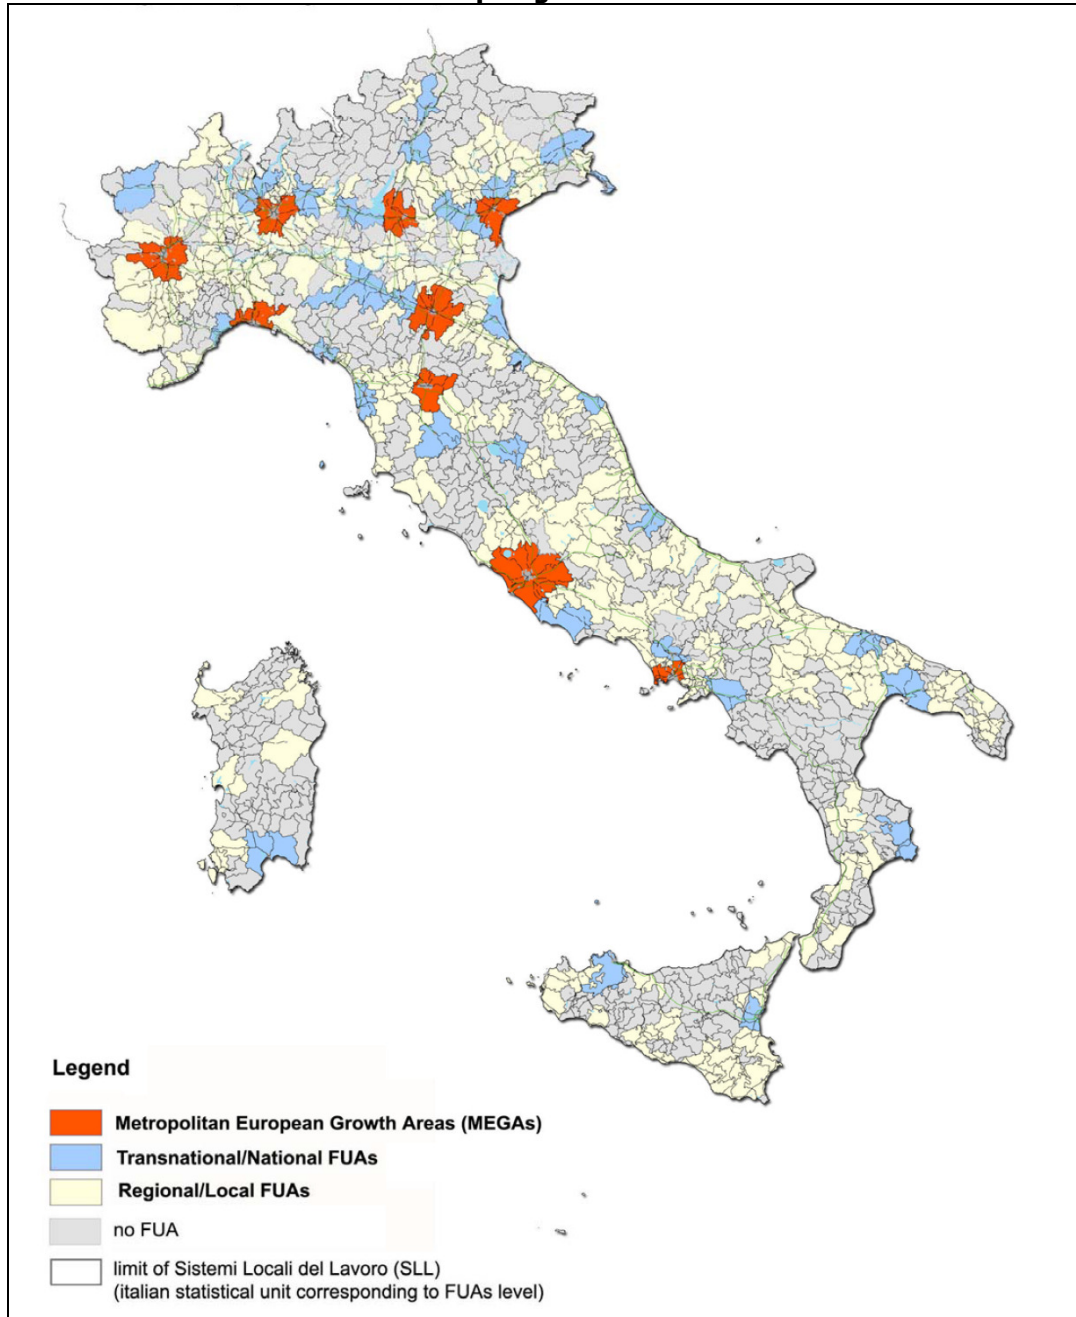 Legend
Metropolitan European Growth Areas (MEGAs)
Transnational/National FUAs
Regional/Local FUAs
no FUA
limit of Sistemi Locali del Lavoro (SLL)
(italian statistical unit corresponding to FUAs level)